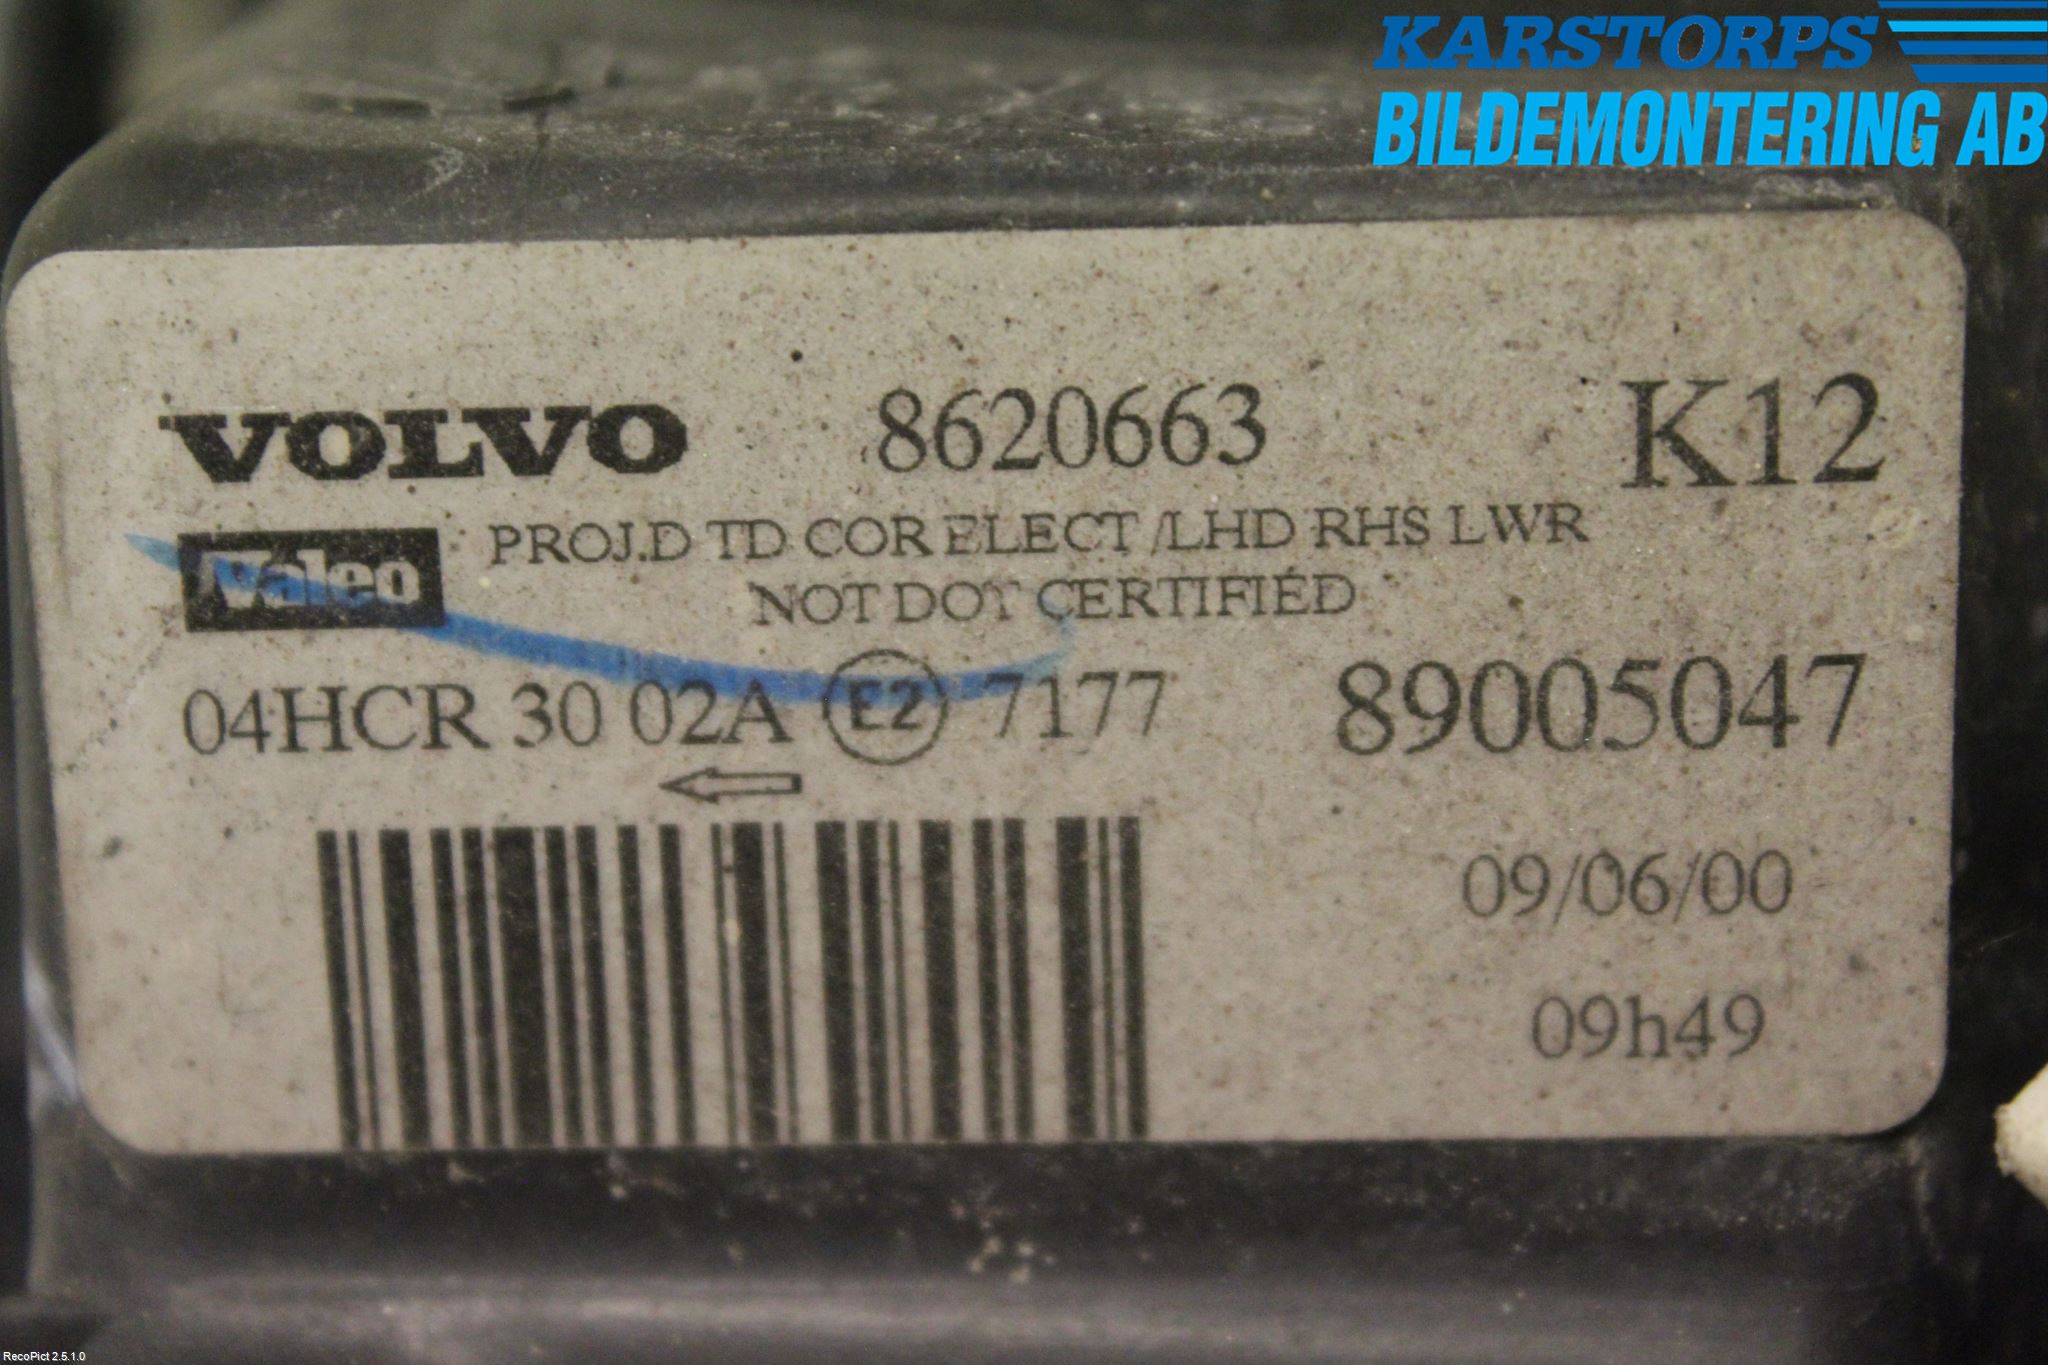 KARSTORPS
BILDEMONTERING AB
VOLVO 8620663 K12
Valeo PROJ.D TD COR ELECT /LHD RHS LWR
NOT DOT CERTIFIED
04HCR 30 02A E2 7177 89005047
09/06/00
09h49
RecoPict 2.5.1.0